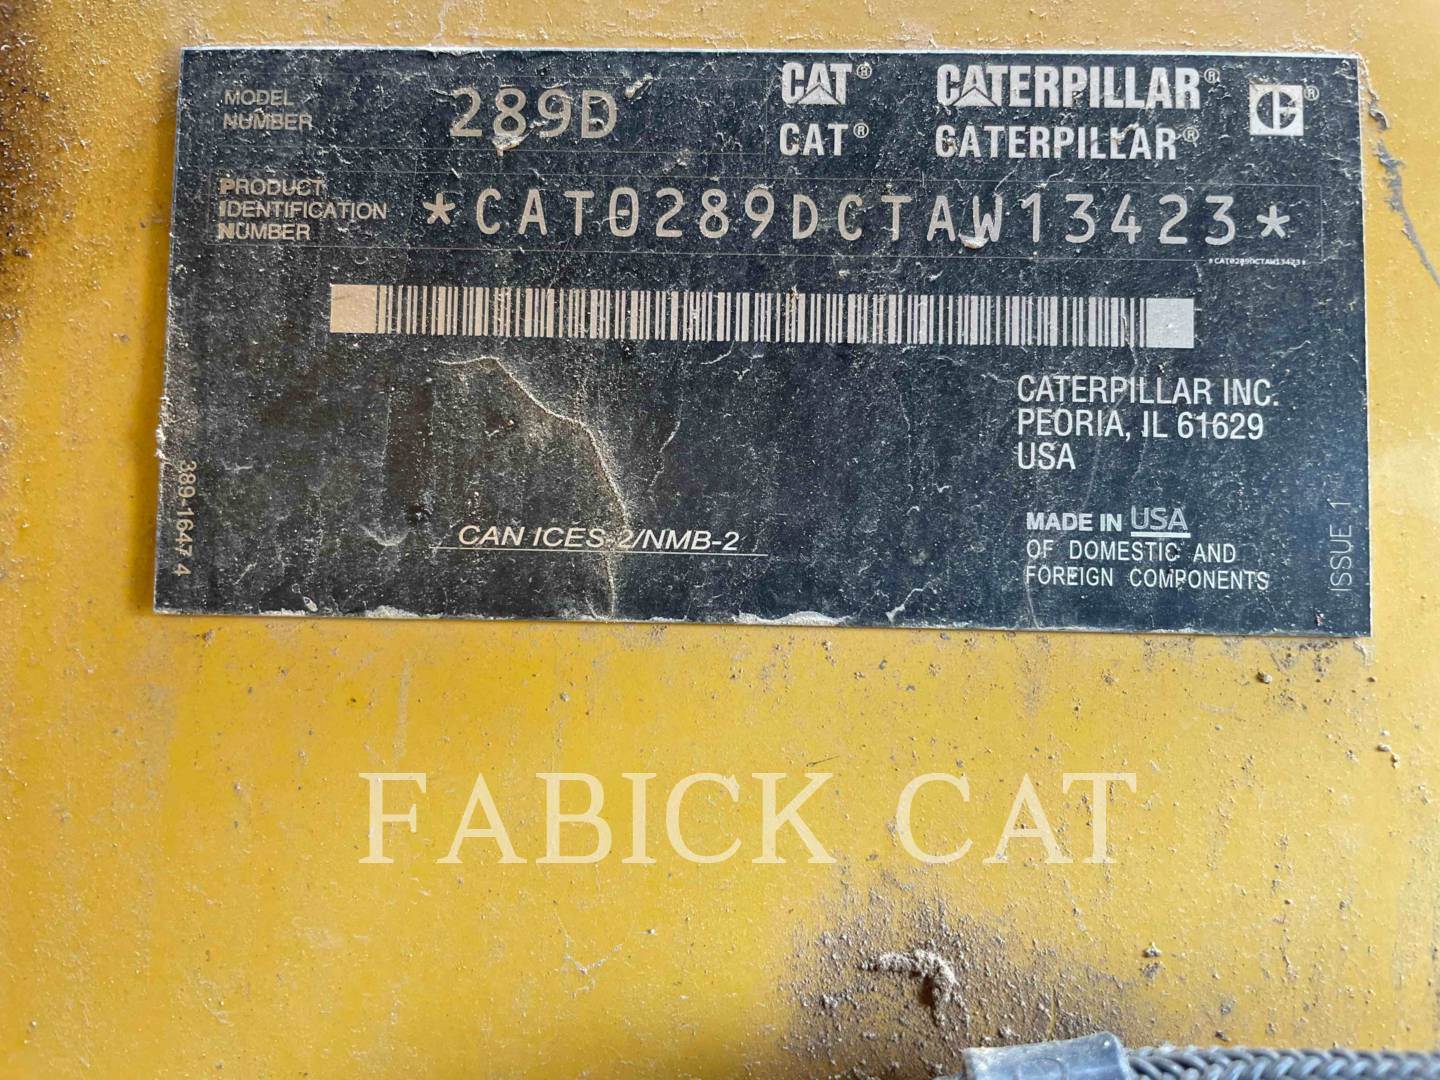 MODEL NUMBER 289D
CAT® CATERPILLAR®
CAT® CATERPILLAR®
PRODUCT
IDENTIFICATION
NUMBER
*CAT0289DCTAW13423*
*CAT0289DCTAW13423*
CATERPILLAR INC.
PEORIA, IL 61629
USA
CAN ICES-2/NMB-2
MADE IN USA
OF DOMESTIC AND
FOREIGN COMPONENTS
389-1647 4
ISSUE 1
FABICK CAT